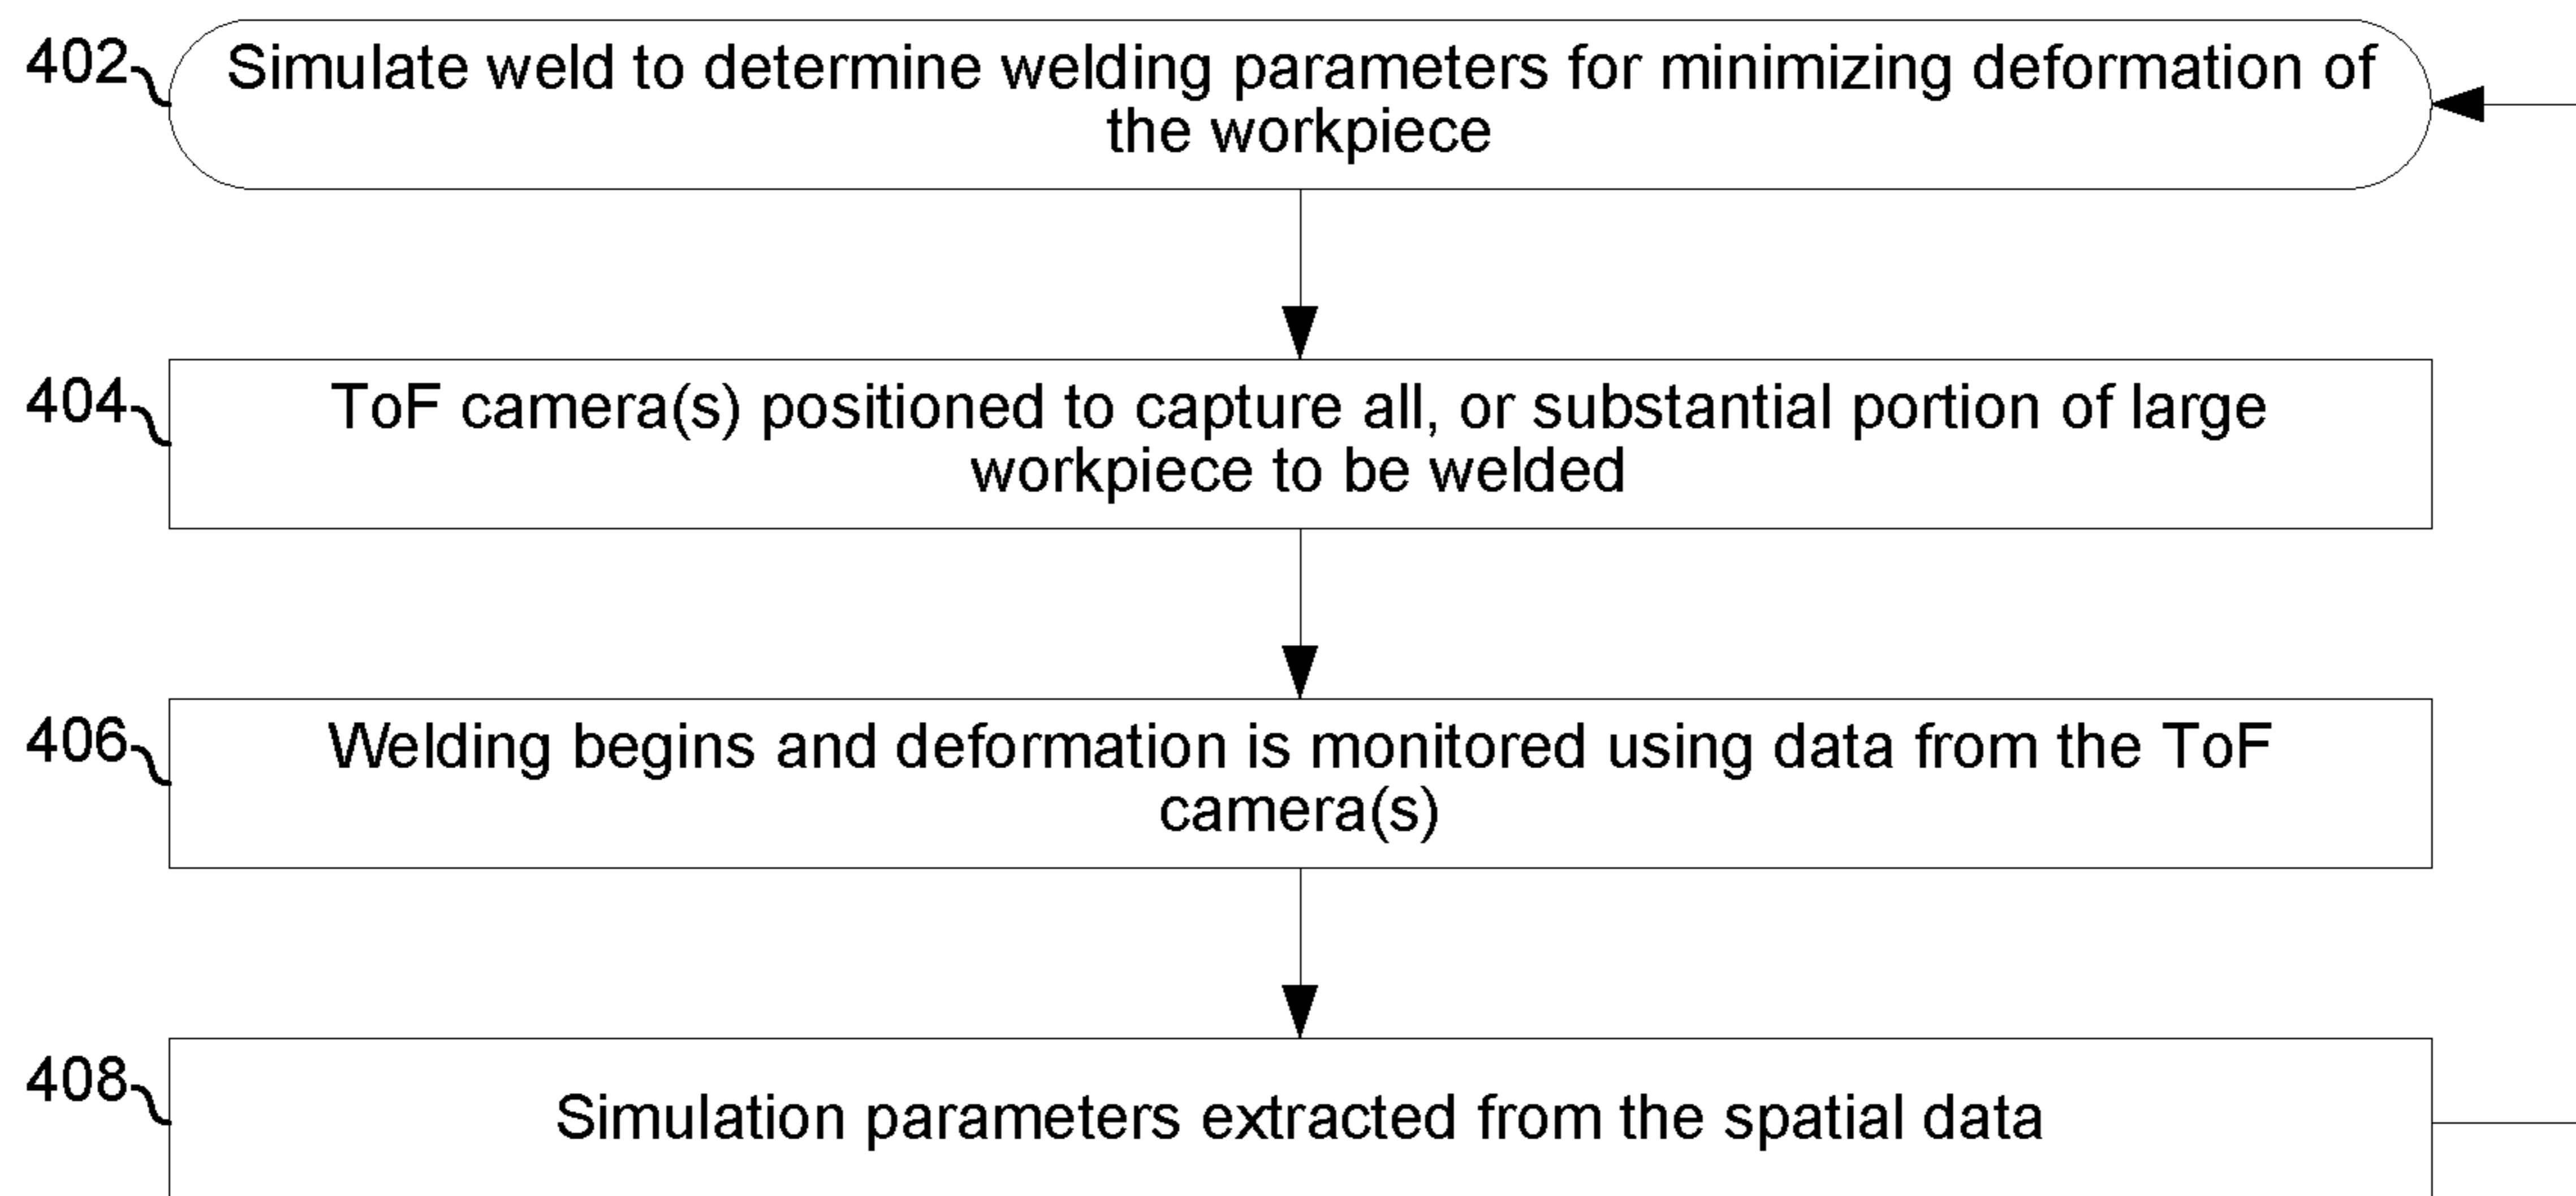 402
Simulate weld to determine welding parameters for minimizing deformation of
the workpiece
404
ToF camera(s) positioned to capture all, or substantial portion of large
workpiece to be welded
406
Welding begins and deformation is monitored using data from the ToF
camera(s)
408
Simulation parameters extracted from the spatial data